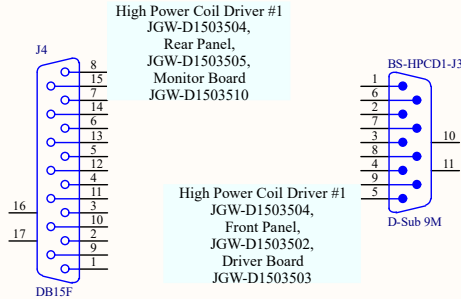 High Power Coil Driver #1
JGW-D1503504,
Rear Panel,
JGW-D1503505,
Monitor Board
JGW-D1503510
J4
8
15
7
14
6
13
5
12
4
11
3
10
2
9
1
16
17
DB15F
BS-HPCD1-J3
1
6
2
7
3
8
4
9
5
10
11
D-Sub 9M
High Power Coil Driver #1
JGW-D1503504,
Front Panel,
JGW-D1503502,
Driver Board
JGW-D1503503